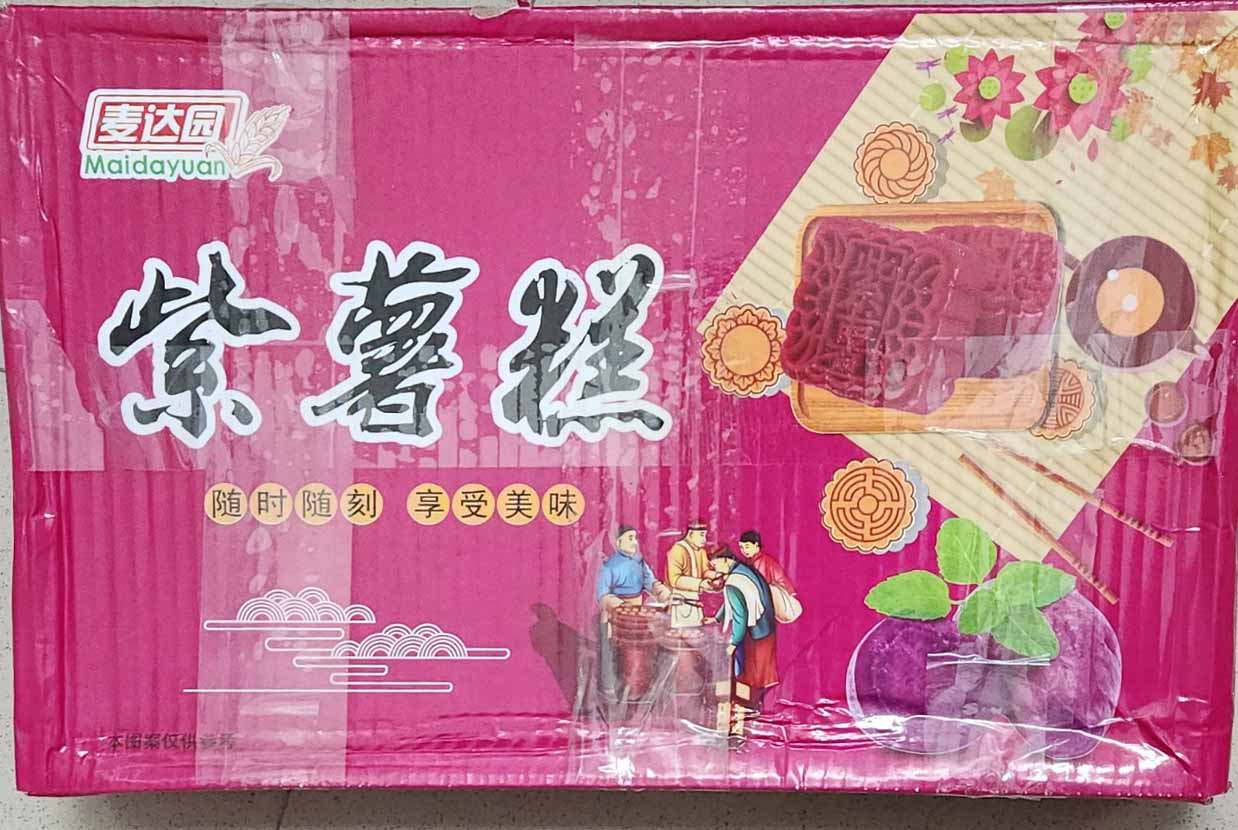 麦达园
Maidayuan
紫薯糕
随时随刻 享受美味
本图案仅供参考